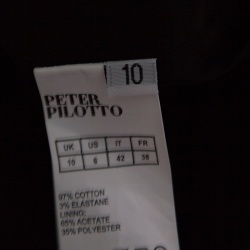 10
PETER
PILOTTO
UK US IT FR
10 6 42 38
97% COTTON
3% ELASTANE
LINING:
65% ACETATE
35% POLYESTER